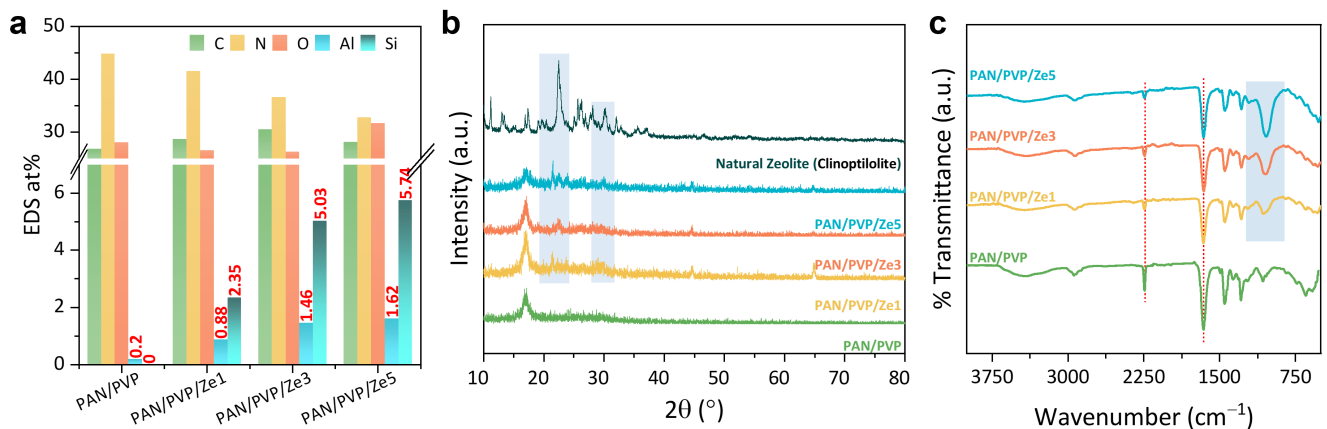 a
50
40
30
6
4
2
0
EDS at%
C N O Al Si
0.2
0
0.88
2.35
1.46
5.03
1.62
5.74
PAN/PVP
PAN/PVP/Ze1
PAN/PVP/Ze3
PAN/PVP/Ze5
b
Intensity (a.u.)
Natural Zeolite (Clinoptilolite)
PAN/PVP/Ze5
PAN/PVP/Ze3
PAN/PVP/Ze1
PAN/PVP
10 20 30 40 50 60 70 80
2θ (°)
c
% Transmittance (a.u.)
PAN/PVP/Ze5
PAN/PVP/Ze3
PAN/PVP/Ze1
PAN/PVP
3750 3000 2250 1500 750
Wavenumber (cm⁻¹)